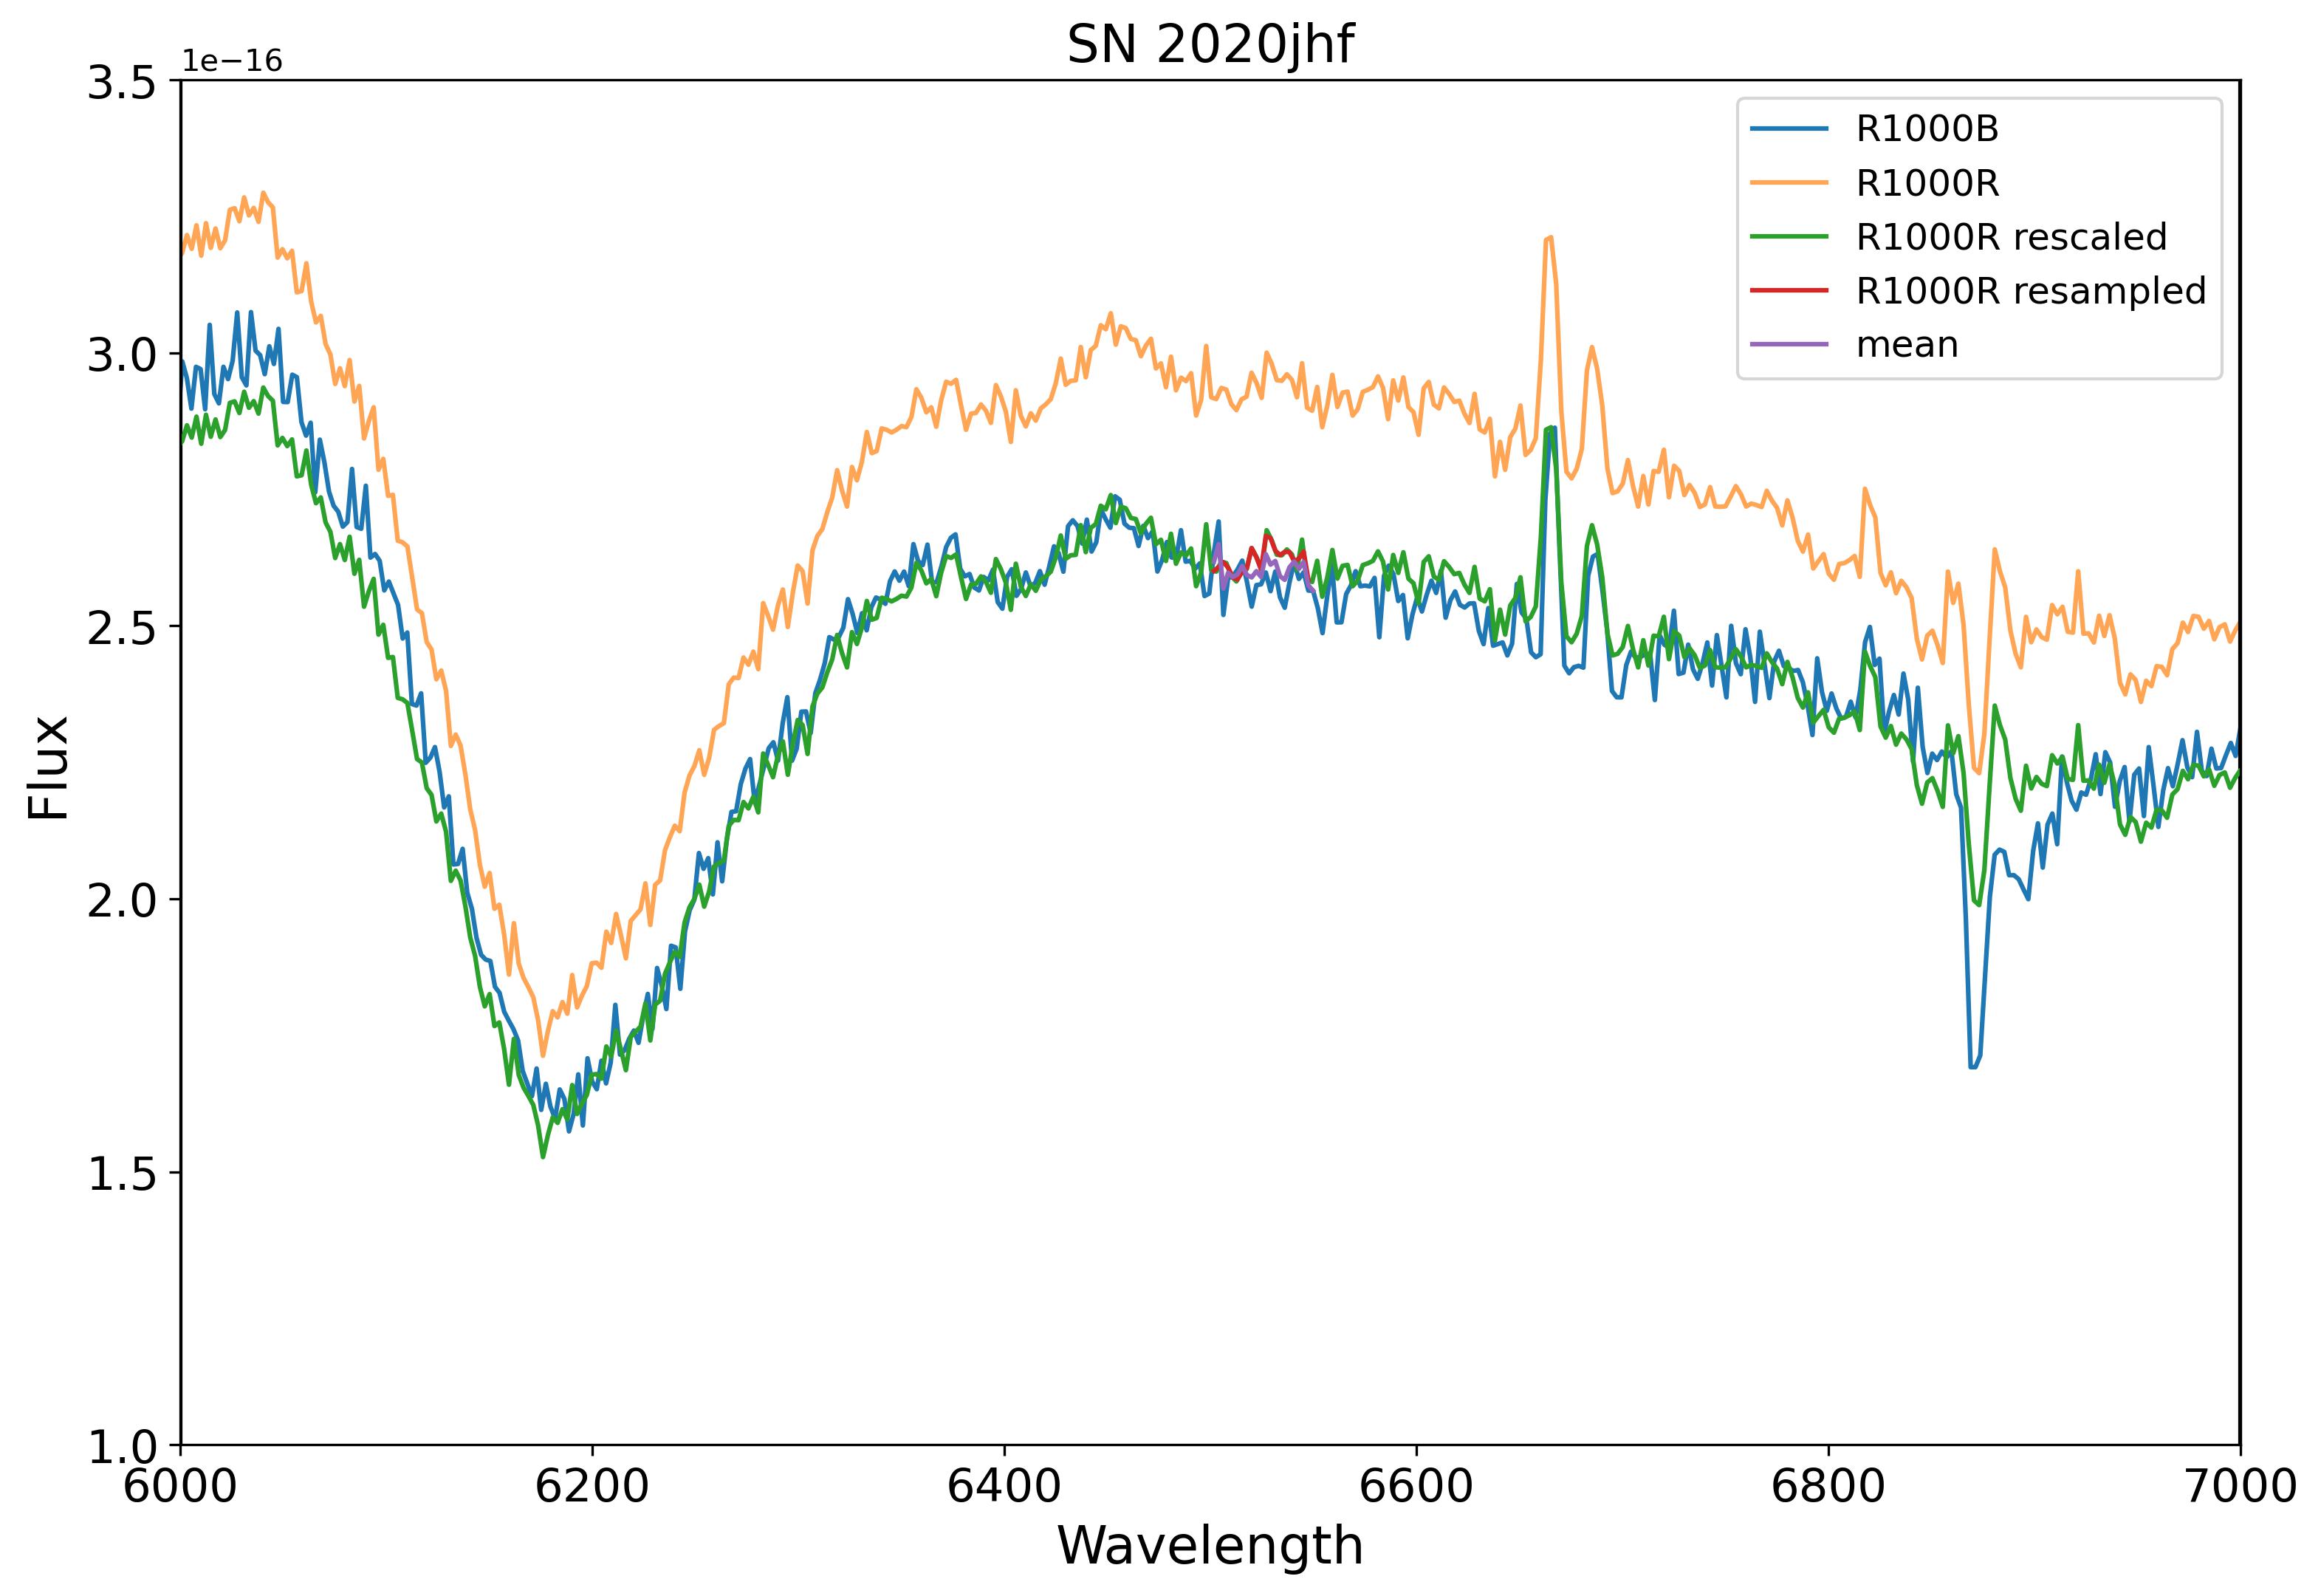 SN 2020jhf
1e−16
3.5
3.0
2.5
2.0
1.5
1.0
Flux
R1000B
R1000R
R1000R rescaled
R1000R resampled
mean
6000 6200 6400 6600 6800 7000
Wavelength